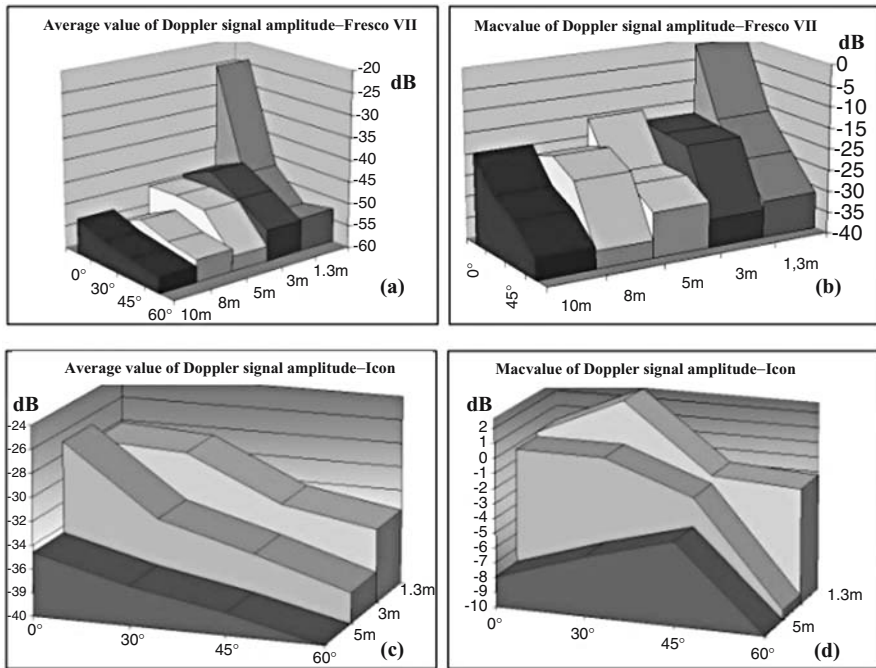 Average value of Doppler signal amplitude–Fresco VII
-20
dB
-25
-30
-35
-40
-45
-50
-55
-60
0°
30°
45°
60°
10m
8m
5m
3m
1.3m
(a)
Macvalue of Doppler signal amplitude–Fresco VII
dB
0
-5
-10
-15
-25
-30
-35
-40
0°
45°
10m
8m
5m
3m
1,3m
(b)
Average value of Doppler signal amplitude–Icon
dB
-24
-26
-28
-30
-32
-34
-36
-39
-40
0°
30°
45°
60°
5m
3m
1.3m
(c)
Macvalue of Doppler signal amplitude–Icon
dB
2
1
0
-1
-2
-3
-4
-5
-6
-7
-8
-9
-10
0°
30°
45°
60°
5m
1.3m
(d)